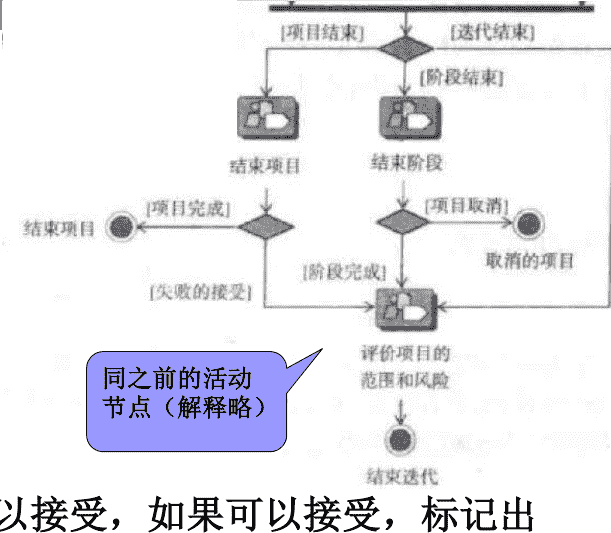 [项目结束]
[迭代结束]
[阶段结束]
结束项目
结束阶段
[项目完成]
[项目取消]
结束项目
取消的项目
[阶段完成]
[失败的接受]
评价项目的
范围和风险
同之前的活动
节点（解释略）
结束迭代
以接受，如果可以接受，标记出